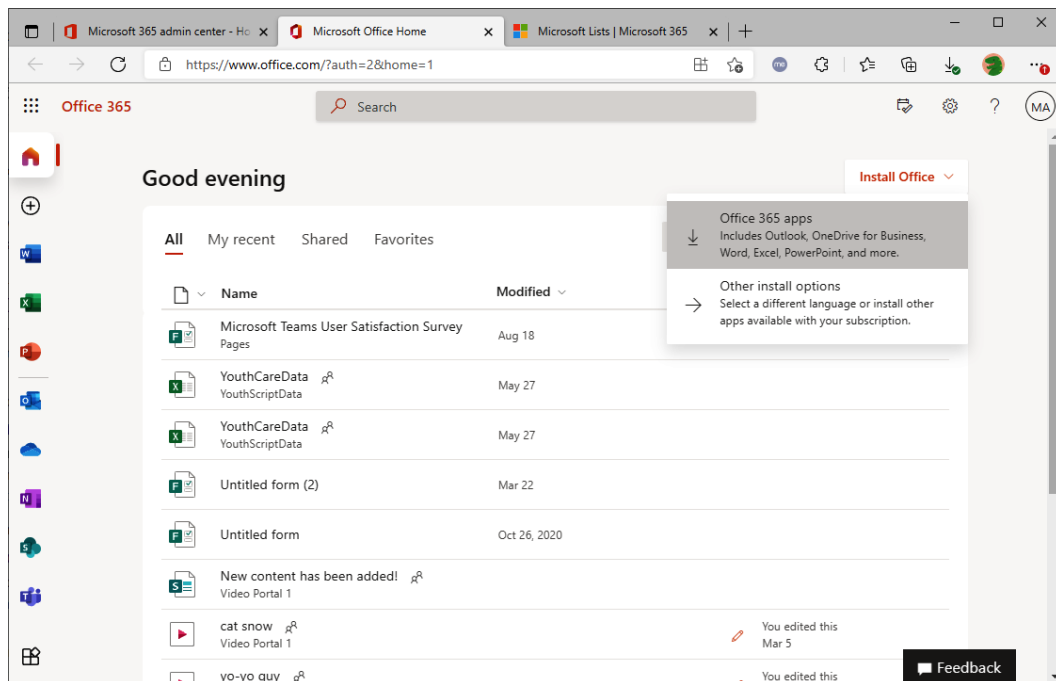 Microsoft 365 admin center - Ho
Microsoft Office Home
Microsoft Lists | Microsoft 365
https://www.office.com/?auth=2&home=1
me
Office 365
Search
MA
Good evening
Install Office
Office 365 apps
Includes Outlook, OneDrive for Business,
Word, Excel, PowerPoint, and more.
Other install options
Select a different language or install other
apps available with your subscription.
All My recent Shared Favorites
Name Modified
Microsoft Teams User Satisfaction Survey
Pages
Aug 18
YouthCareData
YouthScriptData
May 27
YouthCareData
YouthScriptData
May 27
Untitled form (2)
Mar 22
Untitled form
Oct 26, 2020
New content has been added!
Video Portal 1
cat snow
Video Portal 1
You edited this
Mar 5
yo-yo guy
You edited this
Feedback